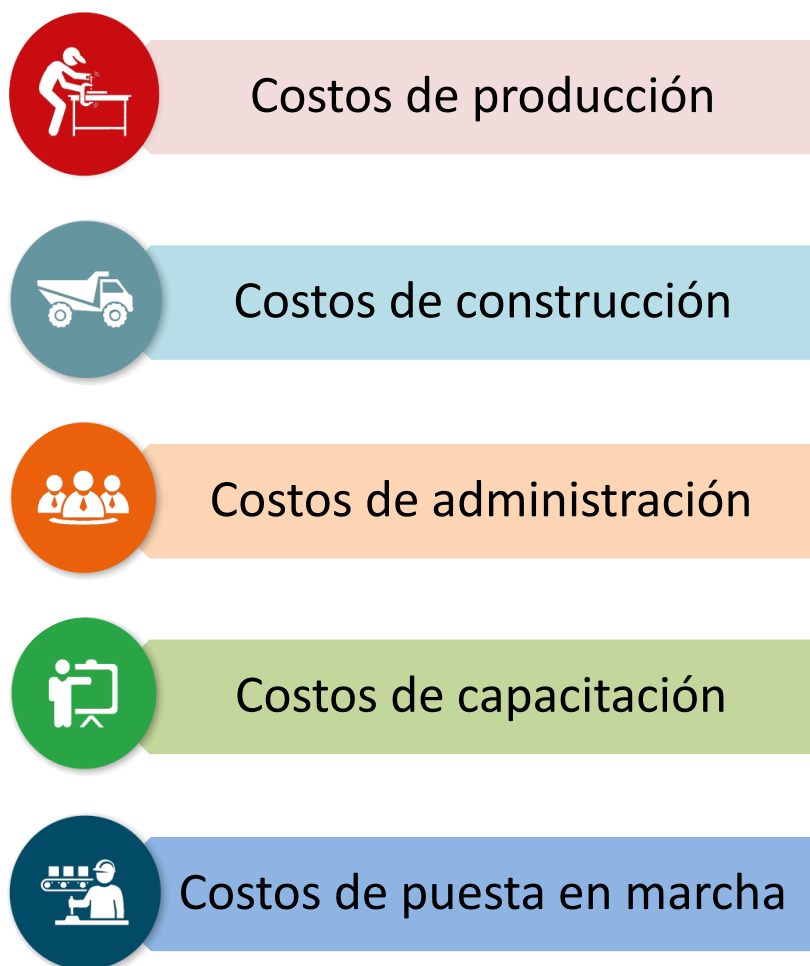 Costos de producción
Costos de construcción
Costos de administración
Costos de capacitación
Costos de puesta en marcha